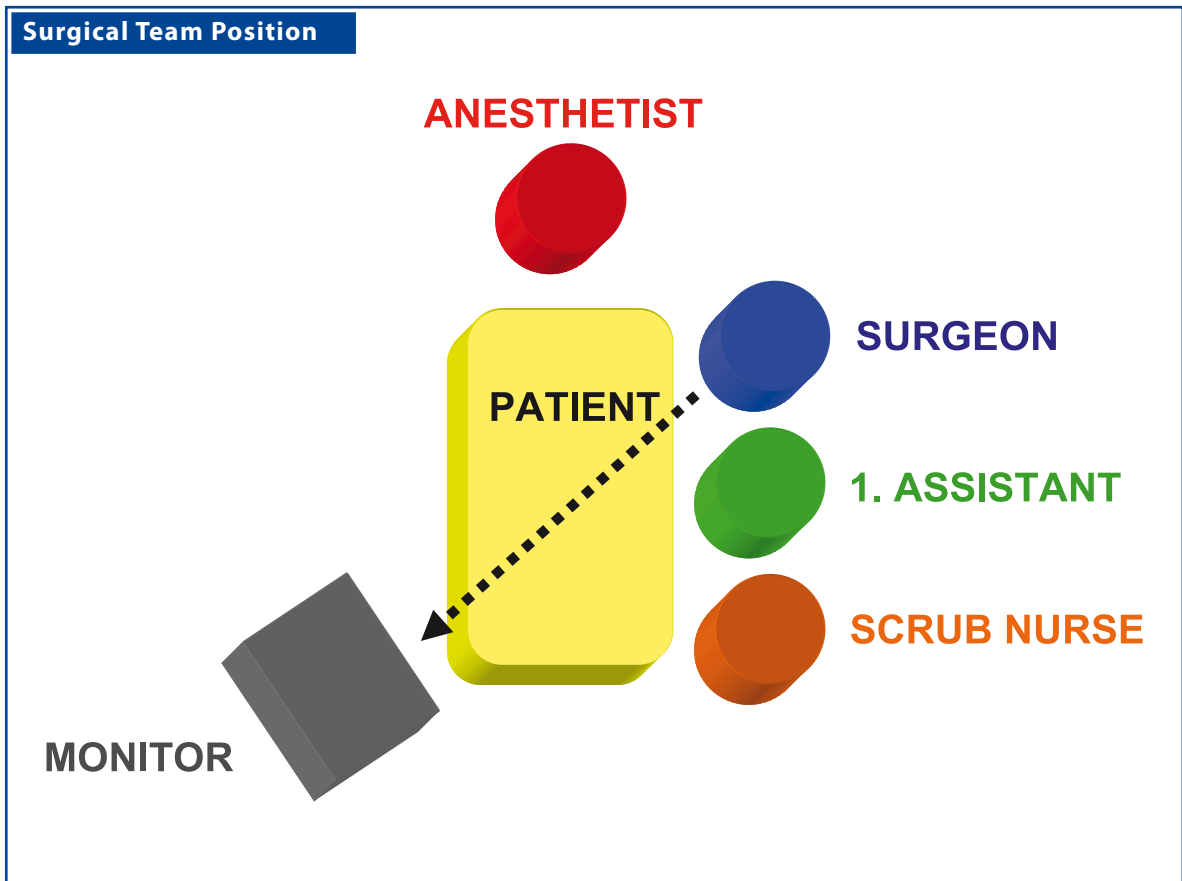 Surgical Team Position
ANESTHETIST
SURGEON
PATIENT
1. ASSISTANT
SCRUB NURSE
MONITOR